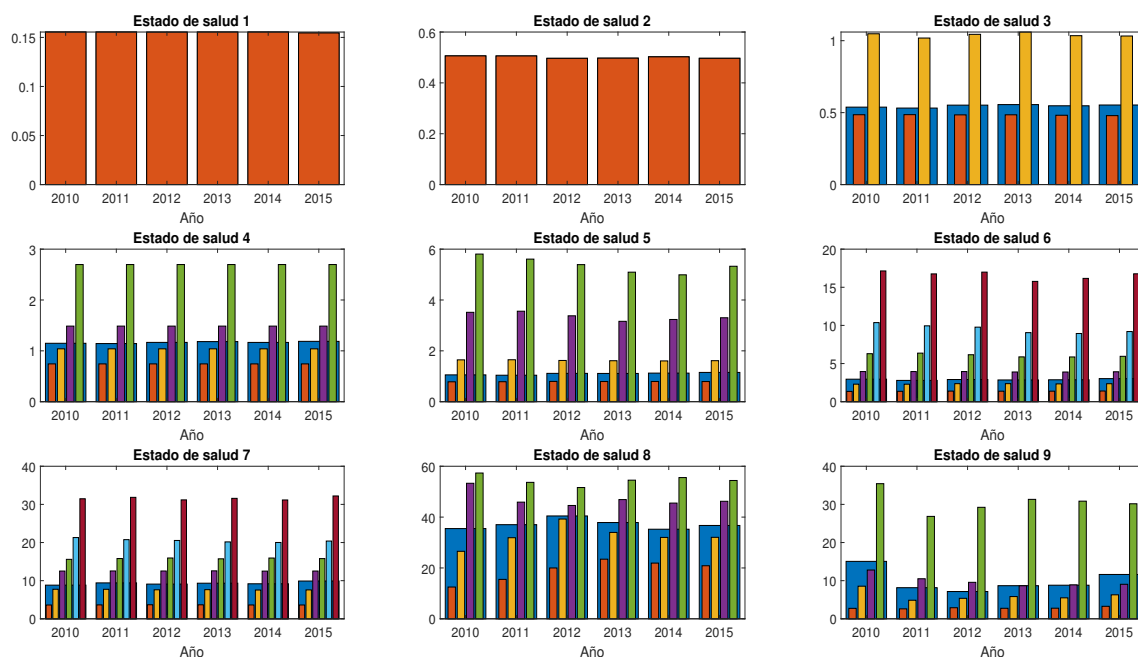 Estado de salud 1
0.15
0.1
0.05
0
2010 2011 2012 2013 2014 2015
Año
Estado de salud 2
0.6
0.4
0.2
0
2010 2011 2012 2013 2014 2015
Año
Estado de salud 3
1
0.5
0
2010 2011 2012 2013 2014 2015
Año
Estado de salud 4
3
2
1
0
2010 2011 2012 2013 2014 2015
Año
Estado de salud 5
6
4
2
0
2010 2011 2012 2013 2014 2015
Año
Estado de salud 6
20
15
10
5
0
2010 2011 2012 2013 2014 2015
Año
Estado de salud 7
40
30
20
10
0
2010 2011 2012 2013 2014 2015
Año
Estado de salud 8
60
40
20
0
2010 2011 2012 2013 2014 2015
Año
Estado de salud 9
40
30
20
10
0
2010 2011 2012 2013 2014 2015
Año